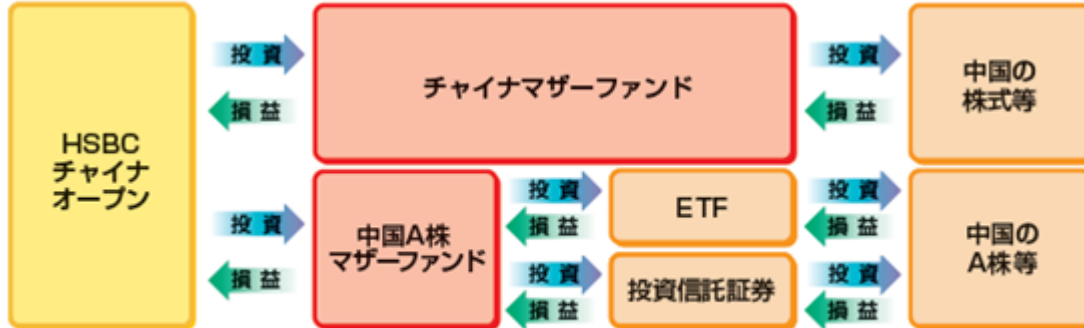 HSBC
チャイナ
オープン
投資
損益
チャイナマザーファンド
投資
損益
中国の
株式等
投資
損益
中国A株
マザーファンド
投資
損益
ETF
投資
損益
投資
損益
投資信託証券
投資
損益
中国の
A株等